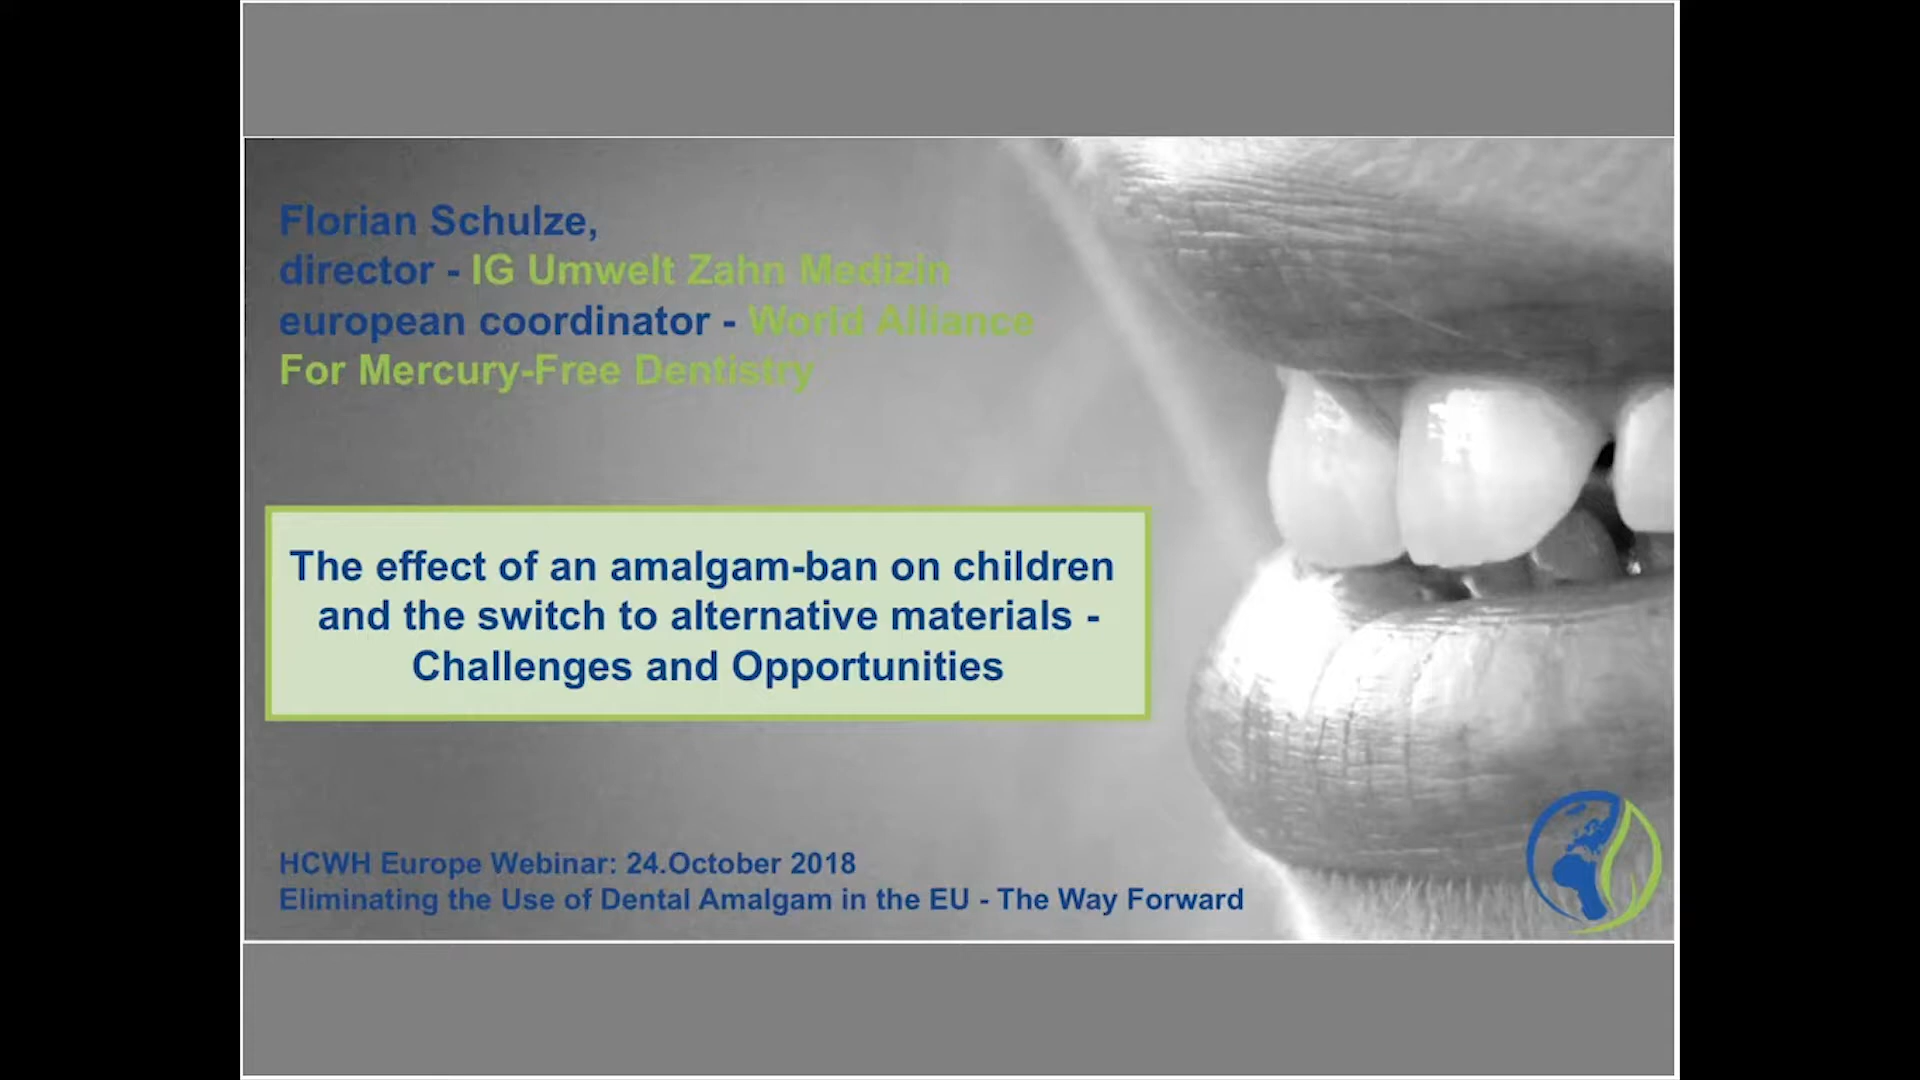 Florian Schulze,
director - IG Umwelt Zahn Medizin
european coordinator - World Alliance
For Mercury-Free Dentistry
The effect of an amalgam-ban on children
and the switch to alternative materials -
Challenges and Opportunities
HCWH Europe Webinar: 24.October 2018
Eliminating the Use of Dental Amalgam in the EU - The Way Forward